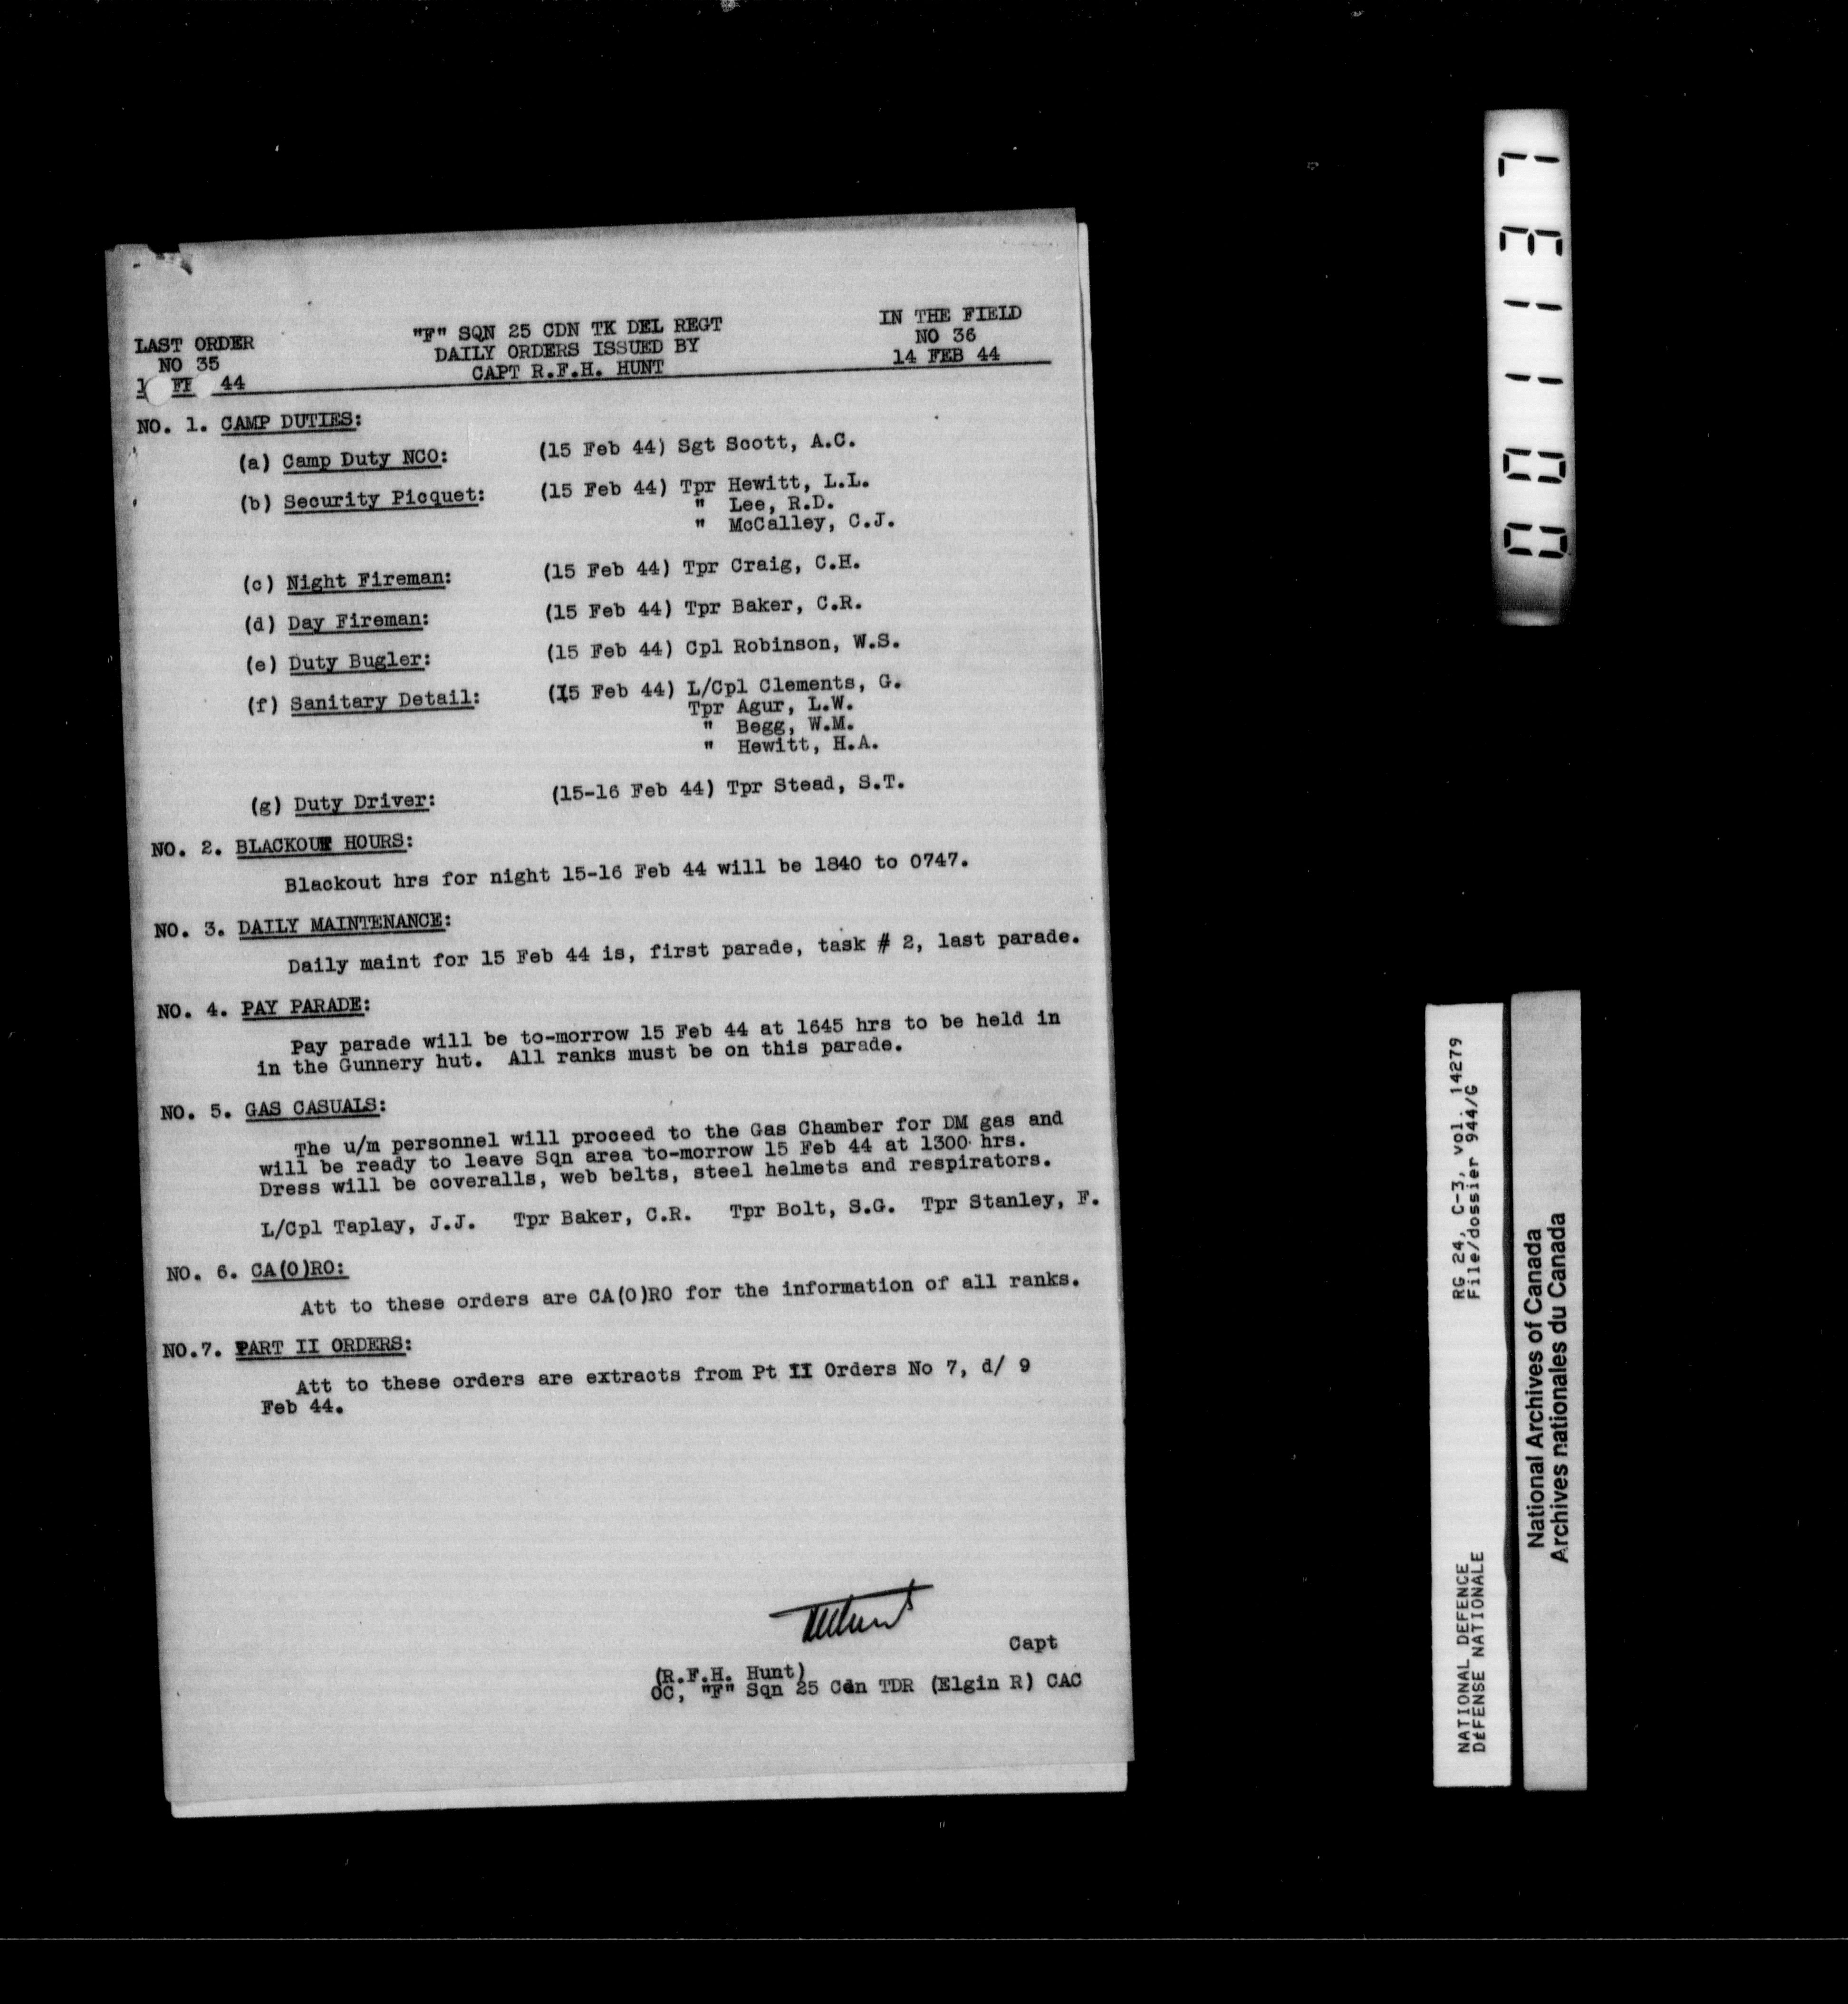 LAST ORDER
NO 35
44
"F" SQN 25 CDN TK DEL REGT
DAILY ORDERS ISSUED BY
CAPT R.F.H. HUNT
IN THE FIELD
NO 36
14 FEB 44
NO. 1. CAMP DUTIES:
(a) Camp Duty NCO: (15 Feb 44) Sgt Scott, A.C.
(b) Security Picquet: (15 Feb 44) Tpr Hewitt, L.L.
" Lee, R.D.
" McCalley, C.J.
(c) Night Fireman: (15 Feb 44) Tpr Craig, C.H.
(d) Day Fireman: (15 Feb 44) Tpr Baker, C.R.
(e) Duty Bugler: (15 Feb 44) Cpl Robinson, W.S.
(f) Sanitary Detail: (15 Feb 44) L/Cpl Clements, G.
Tpr Agur, L.W.
" Begg, W.M.
" Hewitt, H.A.
(g) Duty Driver: (15-16 Feb 44) Tpr Stead, S.T.
NO. 2. BLACKOUT HOURS:
Blackout hrs for night 15-16 Feb 44 will be 1840 to 0747.
NO. 3. DAILY MAINTENANCE:
Daily maint for 15 Feb 44 is, first parade, task # 2, last parade.
NO. 4. PAY PARADE:
Pay parade will be to-morrow 15 Feb 44 at 1645 hrs to be held in
in the Gunnery hut. All ranks must be on this parade.
NO. 5. GAS CASUALS:
The u/m personnel will proceed to the Gas Chamber for DM gas and
will be ready to leave Sqn area to-morrow 15 Feb 44 at 1300 hrs.
Dress will be coveralls, web belts, steel helmets and respirators.
L/Cpl Taplay, J.J. Tpr Baker, C.R. Tpr Bolt, S.G. Tpr Stanley, F.
NO. 6. CA(O)RO:
Att to these orders are CA(O)RO for the information of all ranks.
NO.7. PART II ORDERS:
Att to these orders are extracts from Pt II Orders No 7, d/ 9
Feb 44.
Capt
(R.F.H. Hunt)
OC, "F" Sqn 25 Cdn TDR (Elgin R) CAC
001137
RG 24, C-3, vol. 14279
File/dossier 944/G
NATIONAL DEFENCE
DÉFENSE NATIONALE
National Archives of Canada
Archives nationales du Canada